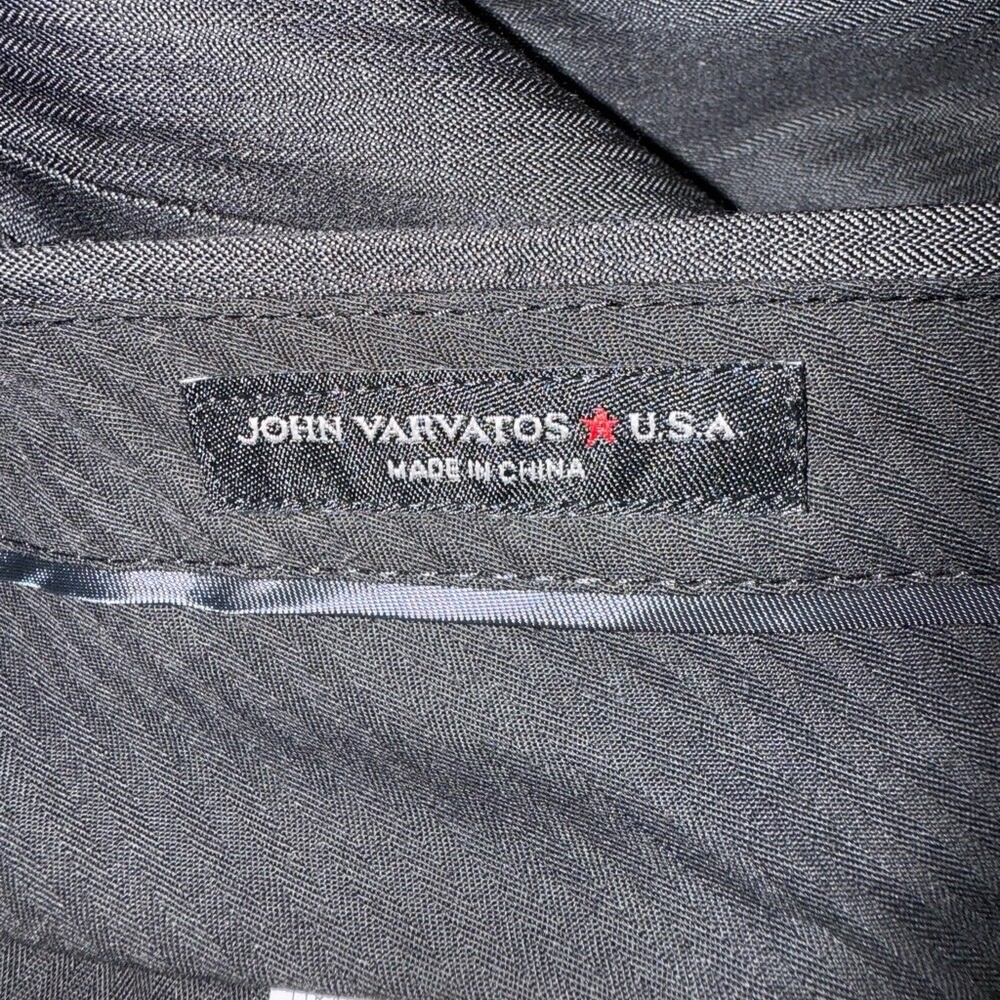 JOHN VARVATOS ★ U.S.A
MADE IN CHINA